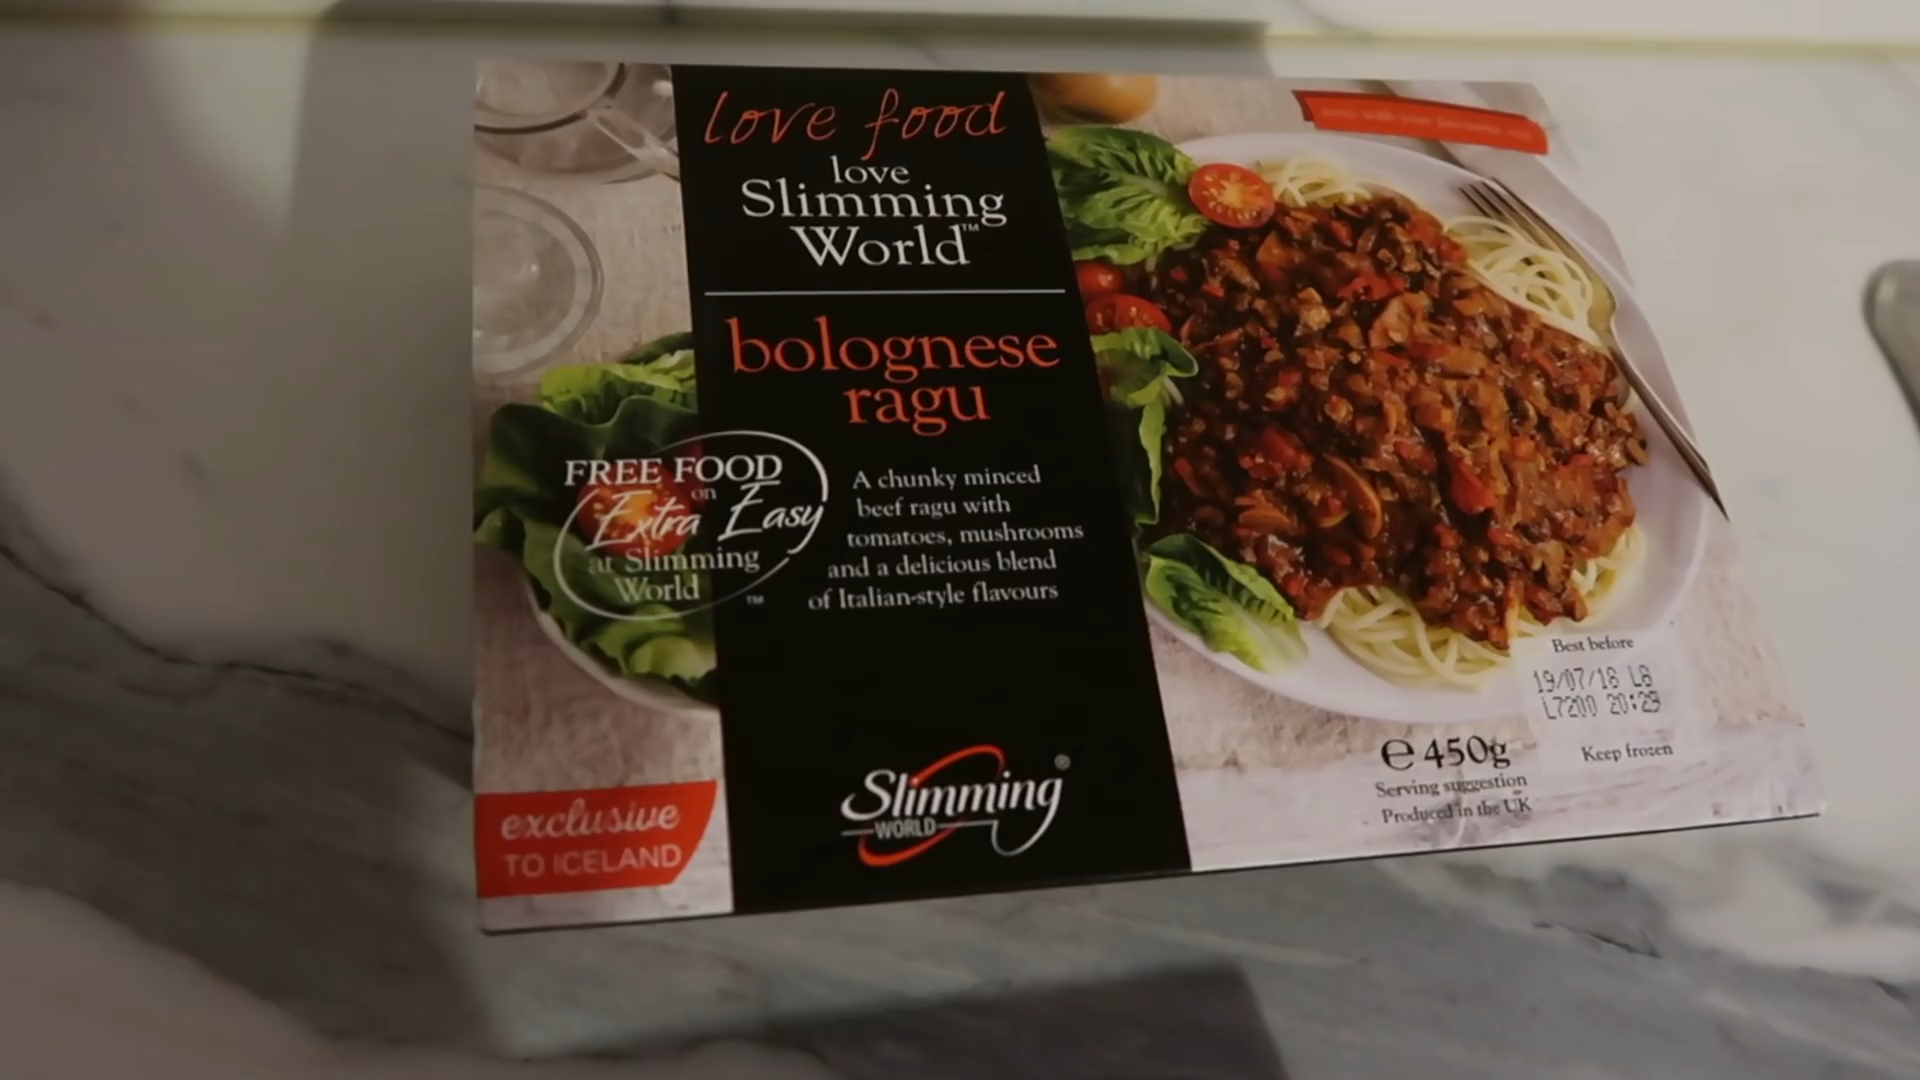 love food
love
Slimming
World™
bolognese
ragu
FREE FOOD
on
Extra Easy
at Slimming
World ™
A chunky minced
beef ragu with
tomatoes, mushrooms
and a delicious blend
of Italian-style flavours
Best before
19/07/18 L8
L7200 20:29
Keep frozen
℮ 450g
Serving suggestion
Produced in the UK
Slimming®
WORLD
exclusive
TO ICELAND